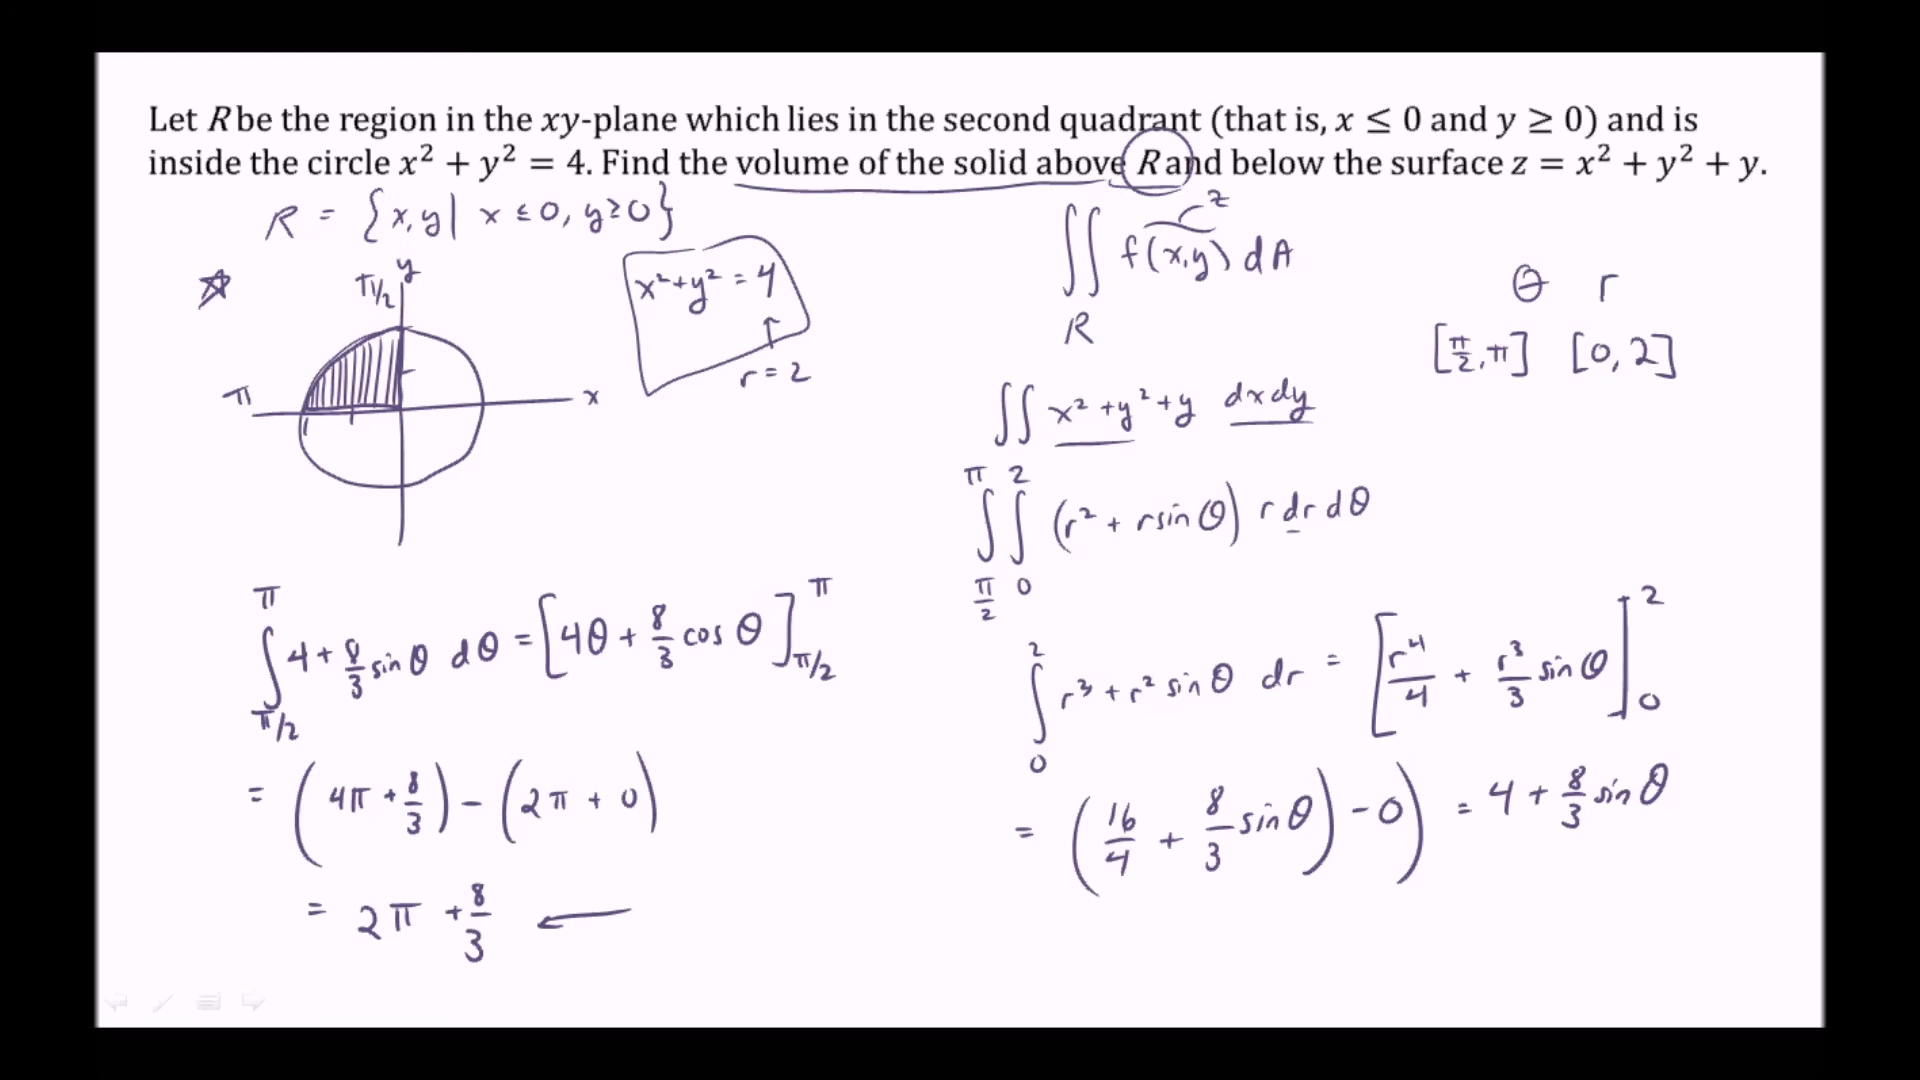 Let R be the region in the xy-plane which lies in the second quadrant (that is, x ≤ 0 and y ≥ 0) and is
inside the circle x² + y² = 4. Find the volume of the solid above R and below the surface z = x² + y² + y.
R = {x, y | x ≤ 0, y ≥ 0}
π/2 y
π
x
x² + y² = 4
r = 2
z
∬ f(x,y) dA
R
θ r
[π/2, π] [0, 2]
∬ x² + y² + y dxdy
π 2
∬ (r² + r sin θ) r dr dθ
π/2 0
2
∫ r³ + r² sin θ dr = [r⁴/4 + r³/3 sin θ]₀²
0
= (16/4 + 8/3 sin θ) - 0) = 4 + 8/3 sin θ
π
∫ 4 + 8/3 sin θ dθ = [4θ + 8/3 cos θ] π π/2
π/2
= (4π + 8/3) - (2π + 0)
= 2π + 8/3 ←